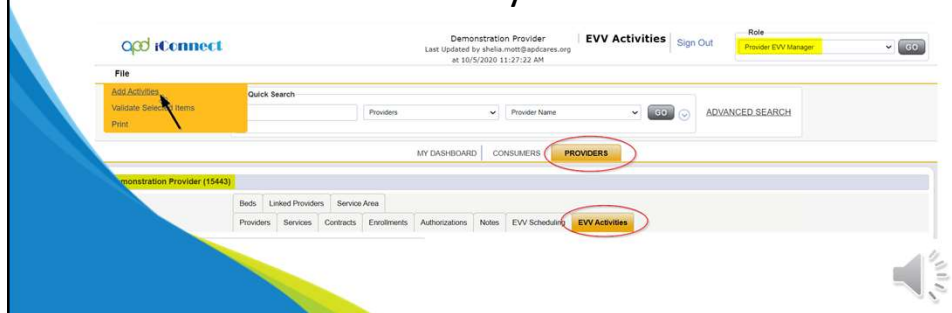 apd iConnect
Demonstration Provider
Last Updated by shelia.mott@apdcares.org
at 10/5/2020 11:27:22 AM
EVV Activities
Sign Out
Role
Provider EVV Manager
GO
File
Add Activities
Validate Selected Items
Print
Quick Search
Providers
Provider Name
GO
ADVANCED SEARCH
MY DASHBOARD CONSUMERS PROVIDERS
Demonstration Provider (15443)
Beds Linked Providers Service Area
Providers Services Contracts Enrollments Authorizations Notes EVV Scheduling EVV Activities